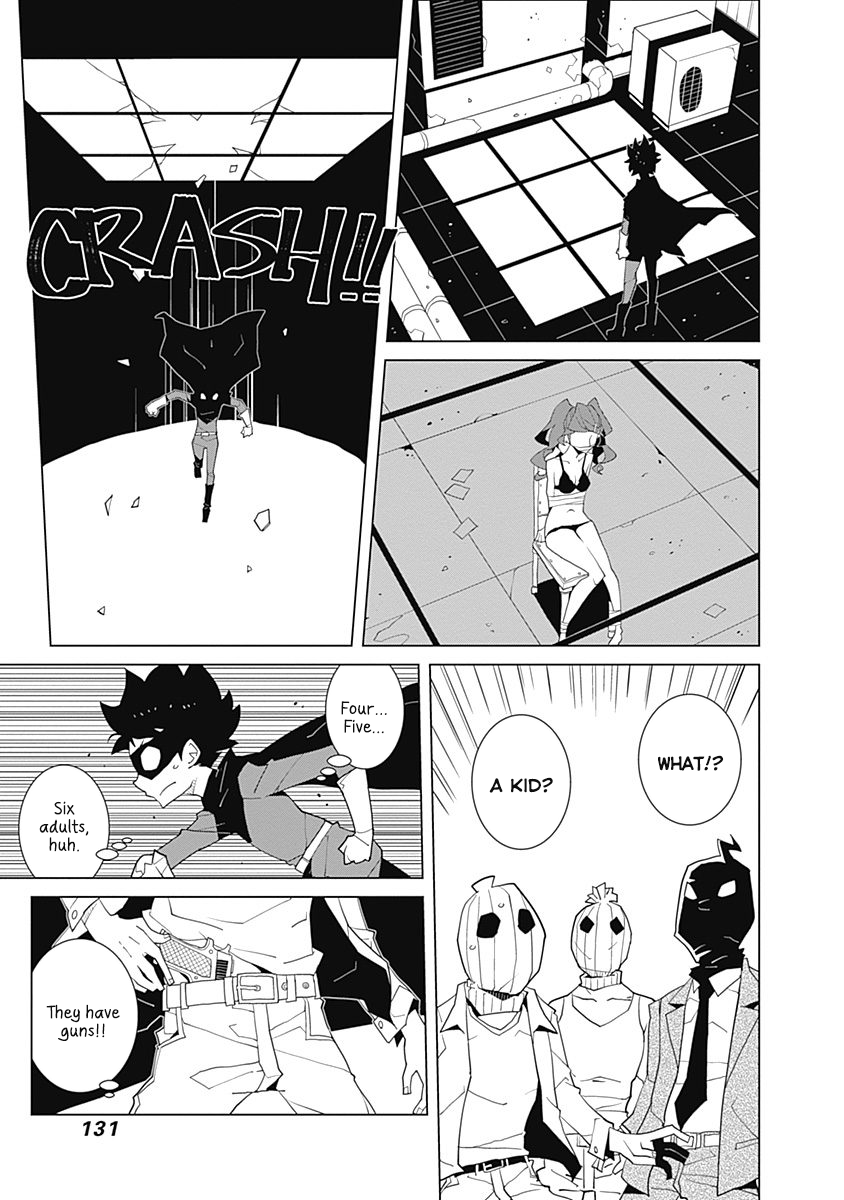 CRASH!!!
WHAT!?
A KID?
Four...
Five...
Six
adults,
huh.
They have
guns!!
131